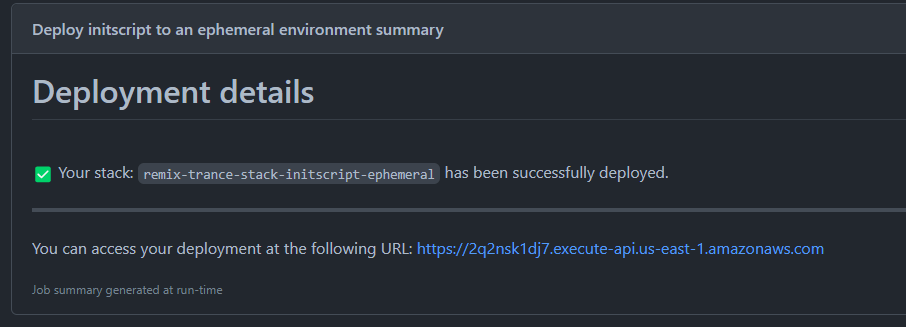 Deploy initscript to an ephemeral environment summary
Deployment details
Your stack: remix-trance-stack-initscript-ephemeral has been successfully deployed.
You can access your deployment at the following URL: https://2q2nsk1dj7.execute-api.us-east-1.amazonaws.com
Job summary generated at run-time